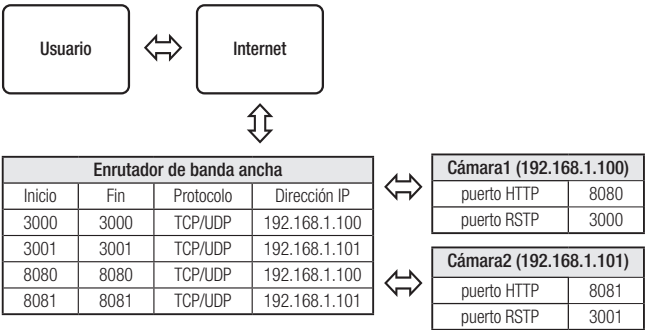 Usuario
Internet
Enrutador de banda ancha
Inicio Fin Protocolo Dirección IP
3000 3000 TCP/UDP 192.168.1.100
3001 3001 TCP/UDP 192.168.1.101
8080 8080 TCP/UDP 192.168.1.100
8081 8081 TCP/UDP 192.168.1.101
Cámara1 (192.168.1.100)
puerto HTTP 8080
puerto RSTP 3000
Cámara2 (192.168.1.101)
puerto HTTP 8081
puerto RSTP 3001